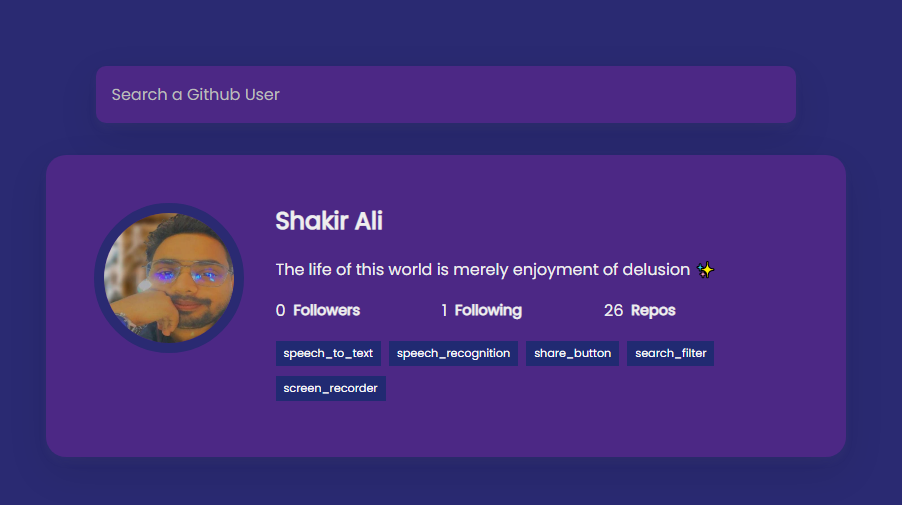 Search a Github User
Shakir Ali
The life of this world is merely enjoyment of delusion ✨
0 Followers 1 Following 26 Repos
speech_to_text speech_recognition share_button search_filter
screen_recorder